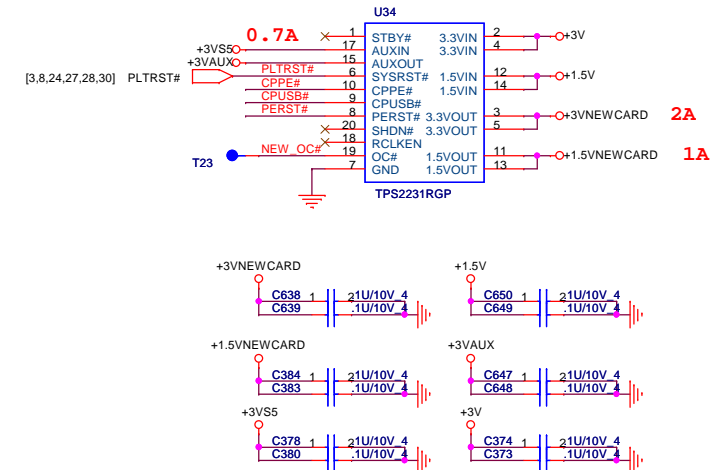 U34
0.7A
1 STBY# 3.3VIN 2 +3V
+3VS5 17 AUXIN 3.3VIN 4
+3VAUX 15 AUXOUT
[3,8,24,27,28,30] PLTRST# PLTRST# 6 SYSRST# 1.5VIN 12 +1.5V
CPPE# 10 CPPE# 1.5VIN 14
CPUSB# 9 CPUSB#
PERST# 8 PERST# 3.3VOUT 3 +3VNEWCARD 2A
20 SHDN# 3.3VOUT 5
18 RCLKEN
T23 NEW_OC# 19 OC# 1.5VOUT 11 +1.5VNEWCARD 1A
7 GND 1.5VOUT 13
TPS2231RGP
+3VNEWCARD +1.5V
C638 1 2 .1U/10V_4 C650 1 2 .1U/10V_4
C639 .1U/10V_4 C649 .1U/10V_4
+1.5VNEWCARD +3VAUX
C384 1 2 .1U/10V_4 C647 1 2 .1U/10V_4
C383 .1U/10V_4 C648 .1U/10V_4
+3VS5 +3V
C378 1 2 .1U/10V_4 C374 1 2 .1U/10V_4
C380 .1U/10V_4 C373 .1U/10V_4